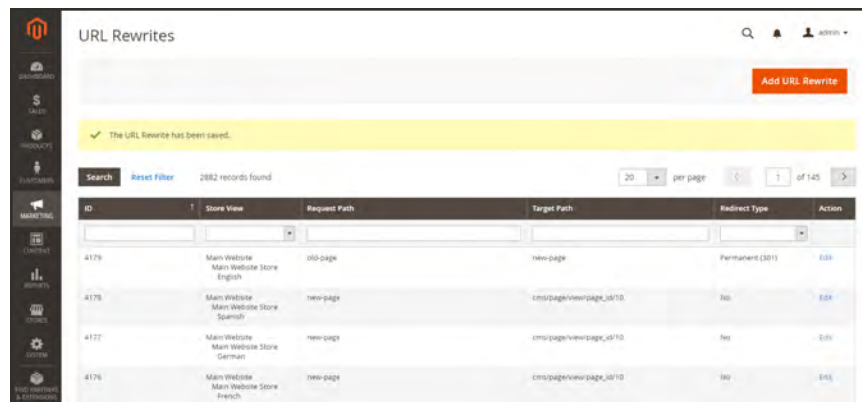 URL Rewrites
admin
DASHBOARD
SALES
PRODUCTS
CUSTOMERS
MARKETING
CONTENT
REPORTS
STORES
SYSTEM
FIND PARTNERS
& EXTENSIONS
Add URL Rewrite
The URL Rewrite has been saved.
Search Reset Filter 2882 records found 20 per page 1 of 145
ID Store View Request Path Target Path Redirect Type Action
4179 Main Website old-page new-page Permanent (301) Edit
Main Website Store
English
4178 Main Website new-page cms/page/view/page_id/10 No Edit
Main Website Store
Spanish
4177 Main Website new-page cms/page/view/page_id/10 No Edit
Main Website Store
German
4176 Main Website new-page cms/page/view/page_id/10 No Edit
Main Website Store
French